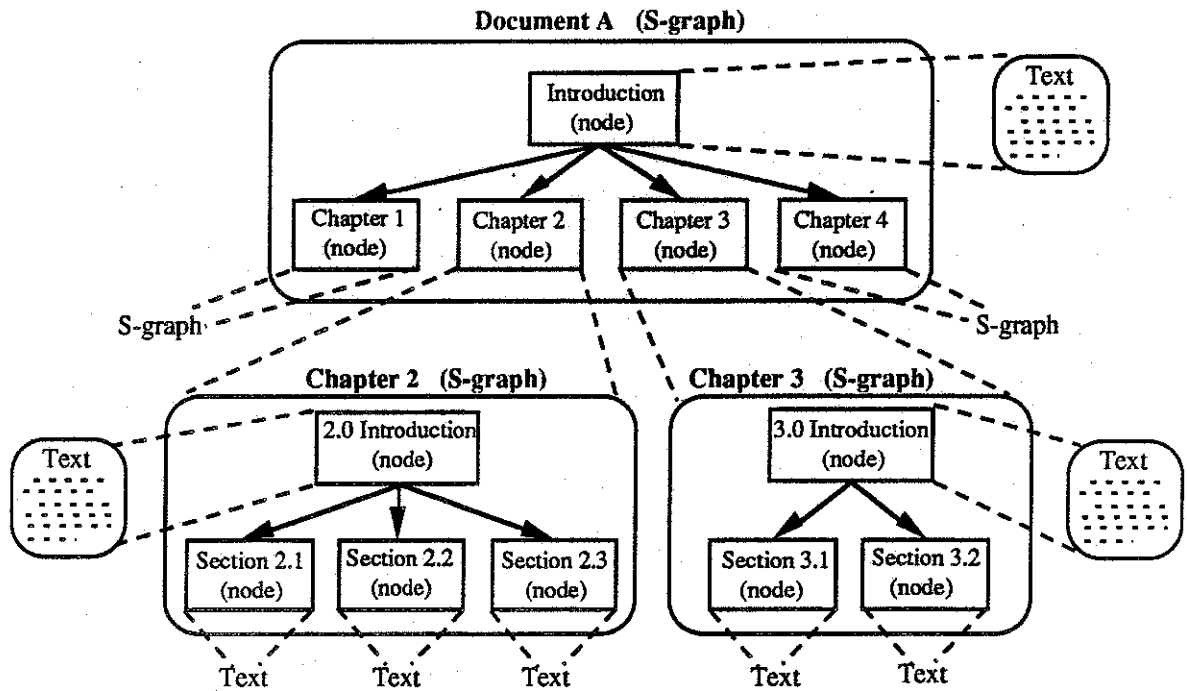 Document A (S-graph)
Text
Introduction
(node)
Chapter 1
(node)
Chapter 2
(node)
Chapter 3
(node)
Chapter 4
(node)
S-graph
S-graph
Chapter 2 (S-graph)
Chapter 3 (S-graph)
Text
2.0 Introduction
(node)
3.0 Introduction
(node)
Text
Section 2.1
(node)
Section 2.2
(node)
Section 2.3
(node)
Section 3.1
(node)
Section 3.2
(node)
Text
Text
Text
Text
Text